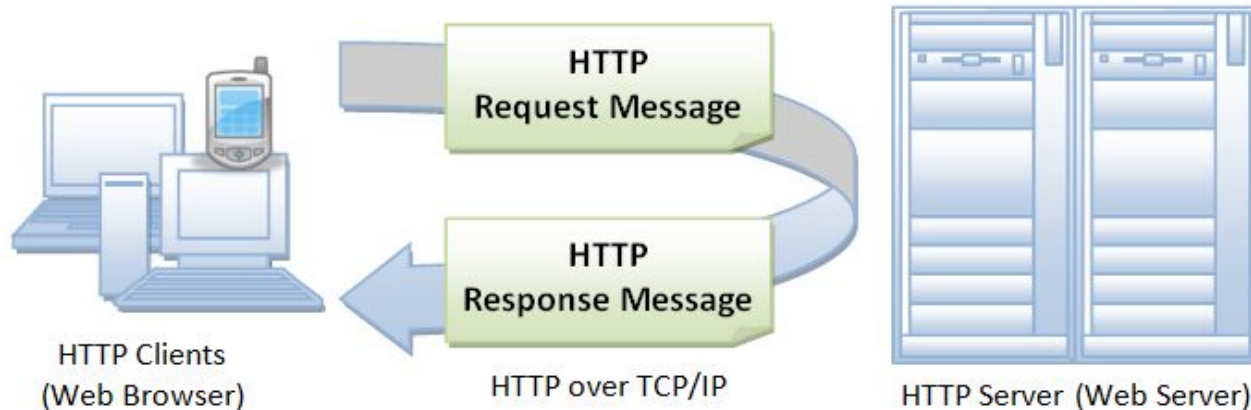 HTTP
Request Message
HTTP
Response Message
HTTP Clients
(Web Browser)
HTTP over TCP/IP
HTTP Server (Web Server)